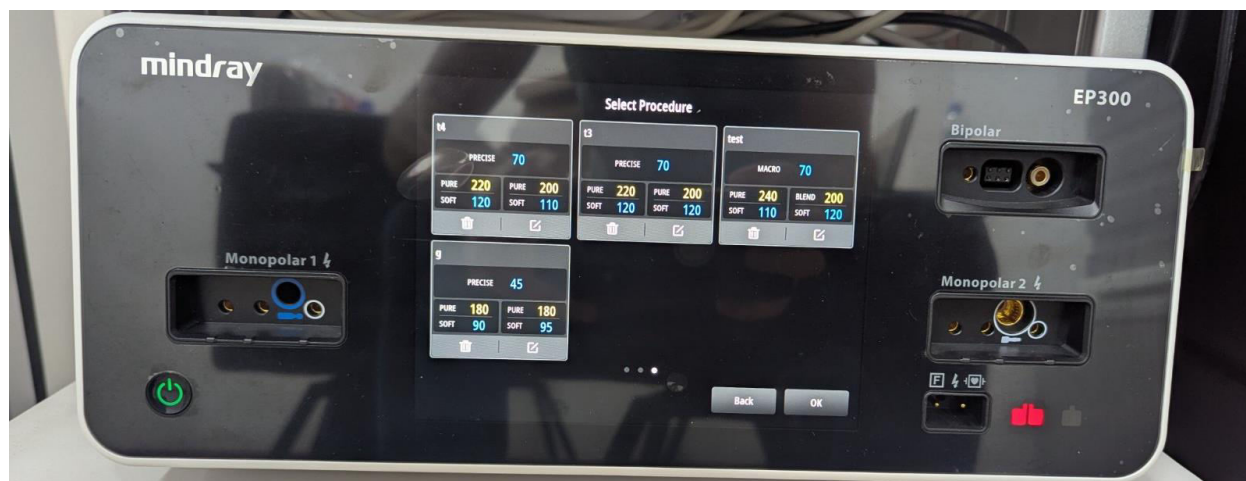 mindray
EP300
Select Procedure
t4
PRECISE 70
PURE 220 PURE 200
SOFT 120 SOFT 110
t3
PRECISE 70
PURE 220 PURE 200
SOFT 120 SOFT 120
test
MACRO 70
PURE 240 BLEND 200
SOFT 110 SOFT 120
g
PRECISE 45
PURE 180 PURE 180
SOFT 90 SOFT 95
Back OK
Bipolar
Monopolar 1
Monopolar 2
F